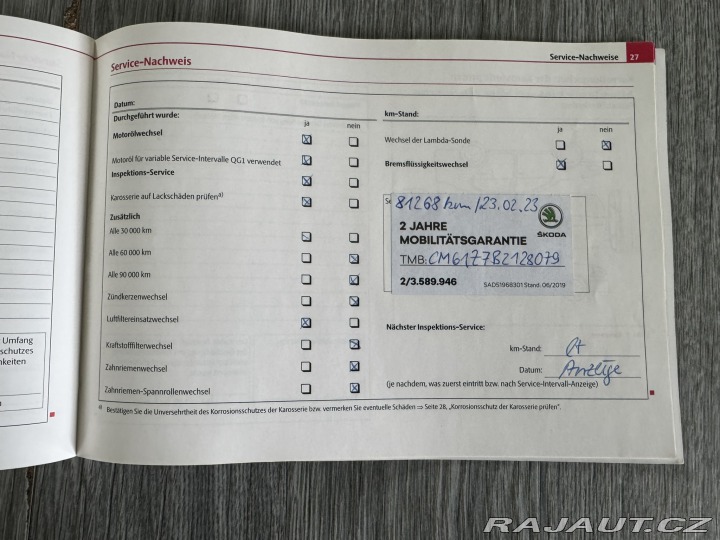 Service-Nachweise 27
Service-Nachweis
Datum:
Durchgeführt wurde:
ja nein
Motorölwechsel
Motoröl für variable Service-Intervalle QG1 verwendet
Inspektions-Service
Karosserie auf Lackschäden prüfen a)
Zusätzlich
Alle 30 000 km
Alle 60 000 km
Alle 90 000 km
Zündkerzenwechsel
Luftfiltereinsatzwechsel
Kraftstofffilterwechsel
Zahnriemenwechsel
Zahnriemen-Spannrollenwechsel
km-Stand:
ja nein
Wechsel der Lambda-Sonde
Bremsflüssigkeitswechsel
81268 km / 23.02.23
2 JAHRE
MOBILITÄTSGARANTIE
ŠKODA
TMB: CM6177B2128079
2/3.589.946
SAD51968301 Stand: 06/2019
Nächster Inspektions-Service:
km-Stand:
Datum: Anzeige
(je nachdem, was zuerst eintritt bzw. nach Service-Intervall-Anzeige)
a) Bestätigen Sie die Unversehrtheit des Korrosionsschutzes der Karosserie bzw. vermerken Sie eventuelle Schäden ⇒ Seite 28, „Korrosionsschutz der Karosserie prüfen".
Umfang
schutzes
hkeiten
RAJAUT.CZ